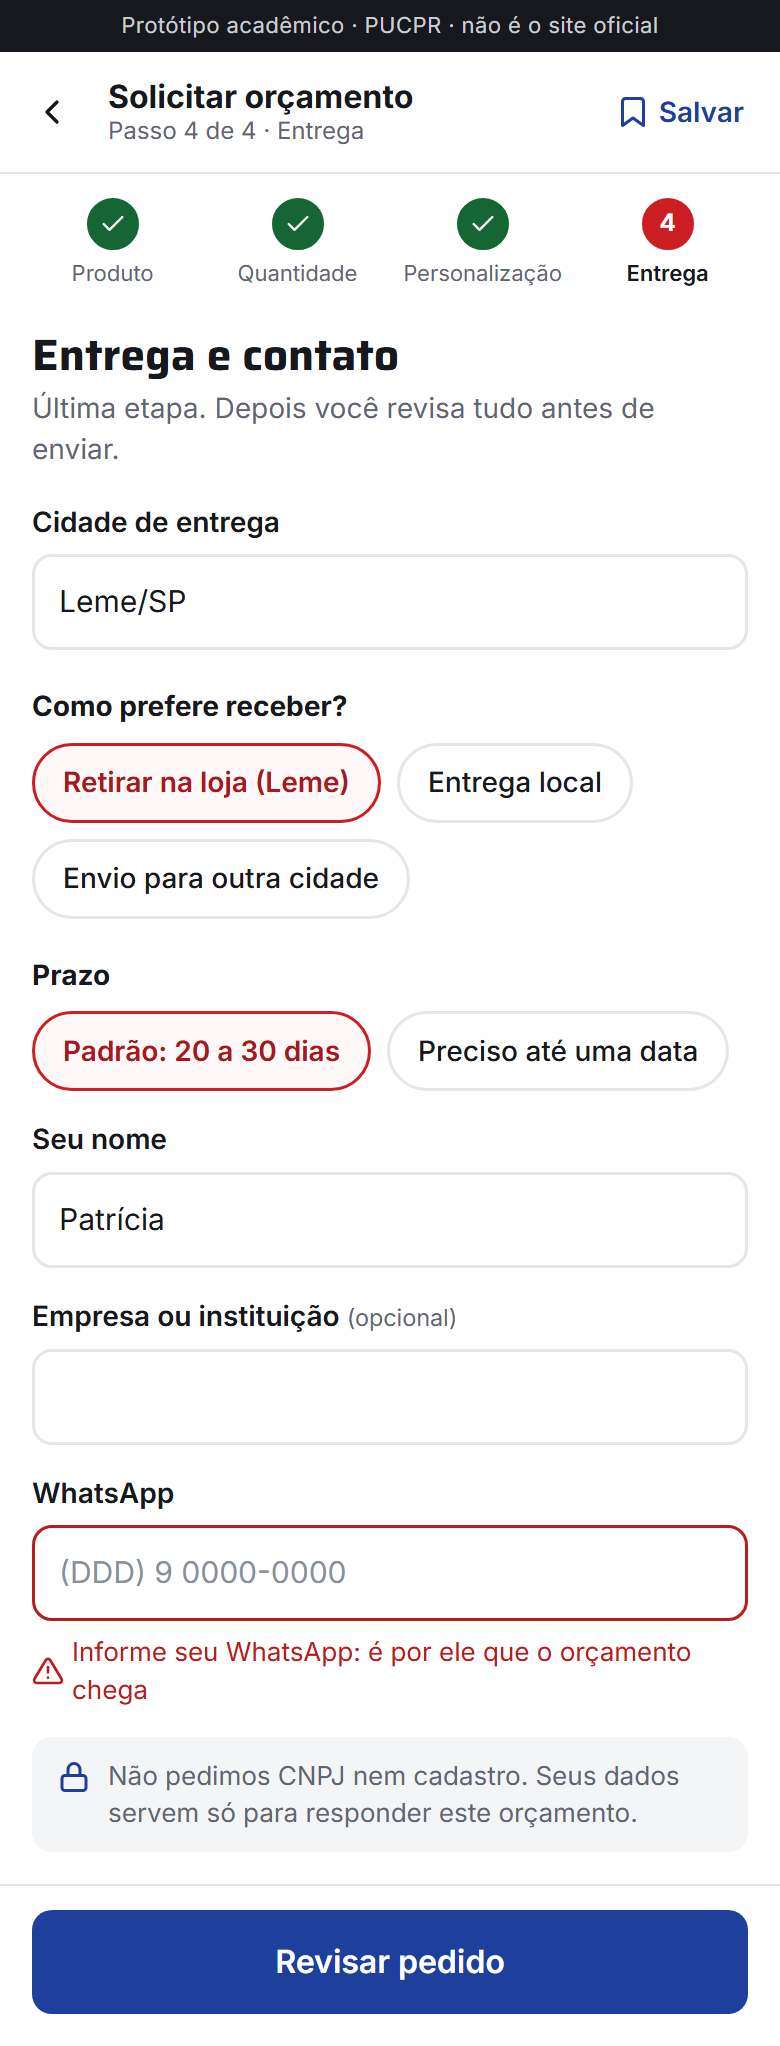 Protótipo acadêmico · PUCPR · não é o site oficial
Solicitar orçamento
Passo 4 de 4 · Entrega
Salvar
Produto
Quantidade
Personalização
4
Entrega
Entrega e contato
Última etapa. Depois você revisa tudo antes de
enviar.
Cidade de entrega
Leme/SP
Como prefere receber?
Retirar na loja (Leme)
Entrega local
Envio para outra cidade
Prazo
Padrão: 20 a 30 dias
Preciso até uma data
Seu nome
Patrícia
Empresa ou instituição (opcional)
WhatsApp
(DDD) 9 0000-0000
Informe seu WhatsApp: é por ele que o orçamento
chega
Não pedimos CNPJ nem cadastro. Seus dados
servem só para responder este orçamento.
Revisar pedido